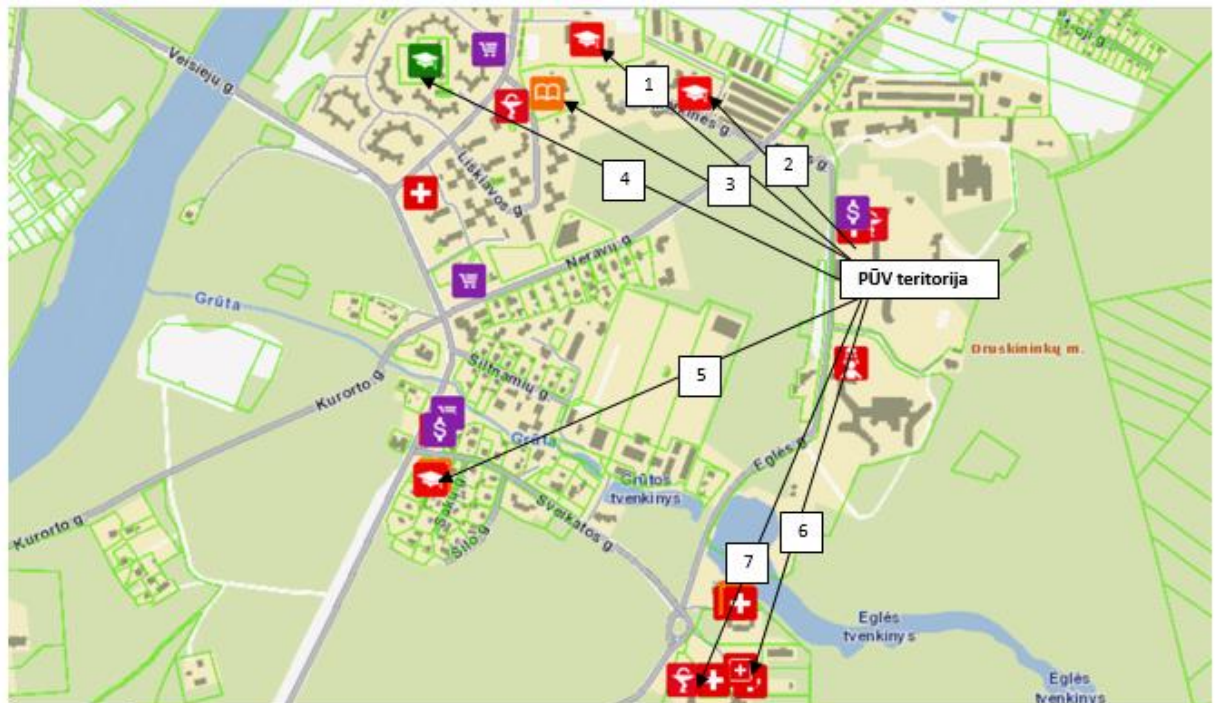 Veisiejų g.
1
2
3
4
Liškiavos g.
Neravų g.
Grūta
PŪV teritorija
Druskininkų m.
5
Šiltnamių g.
Kurorto g.
Grūta
Eglės g.
Grūtos
tvenkinys
Sveikatos g.
Šilo g.
Kurorto g.
6
7
Eglės
tvenkinys
Eglės
tvenkinys